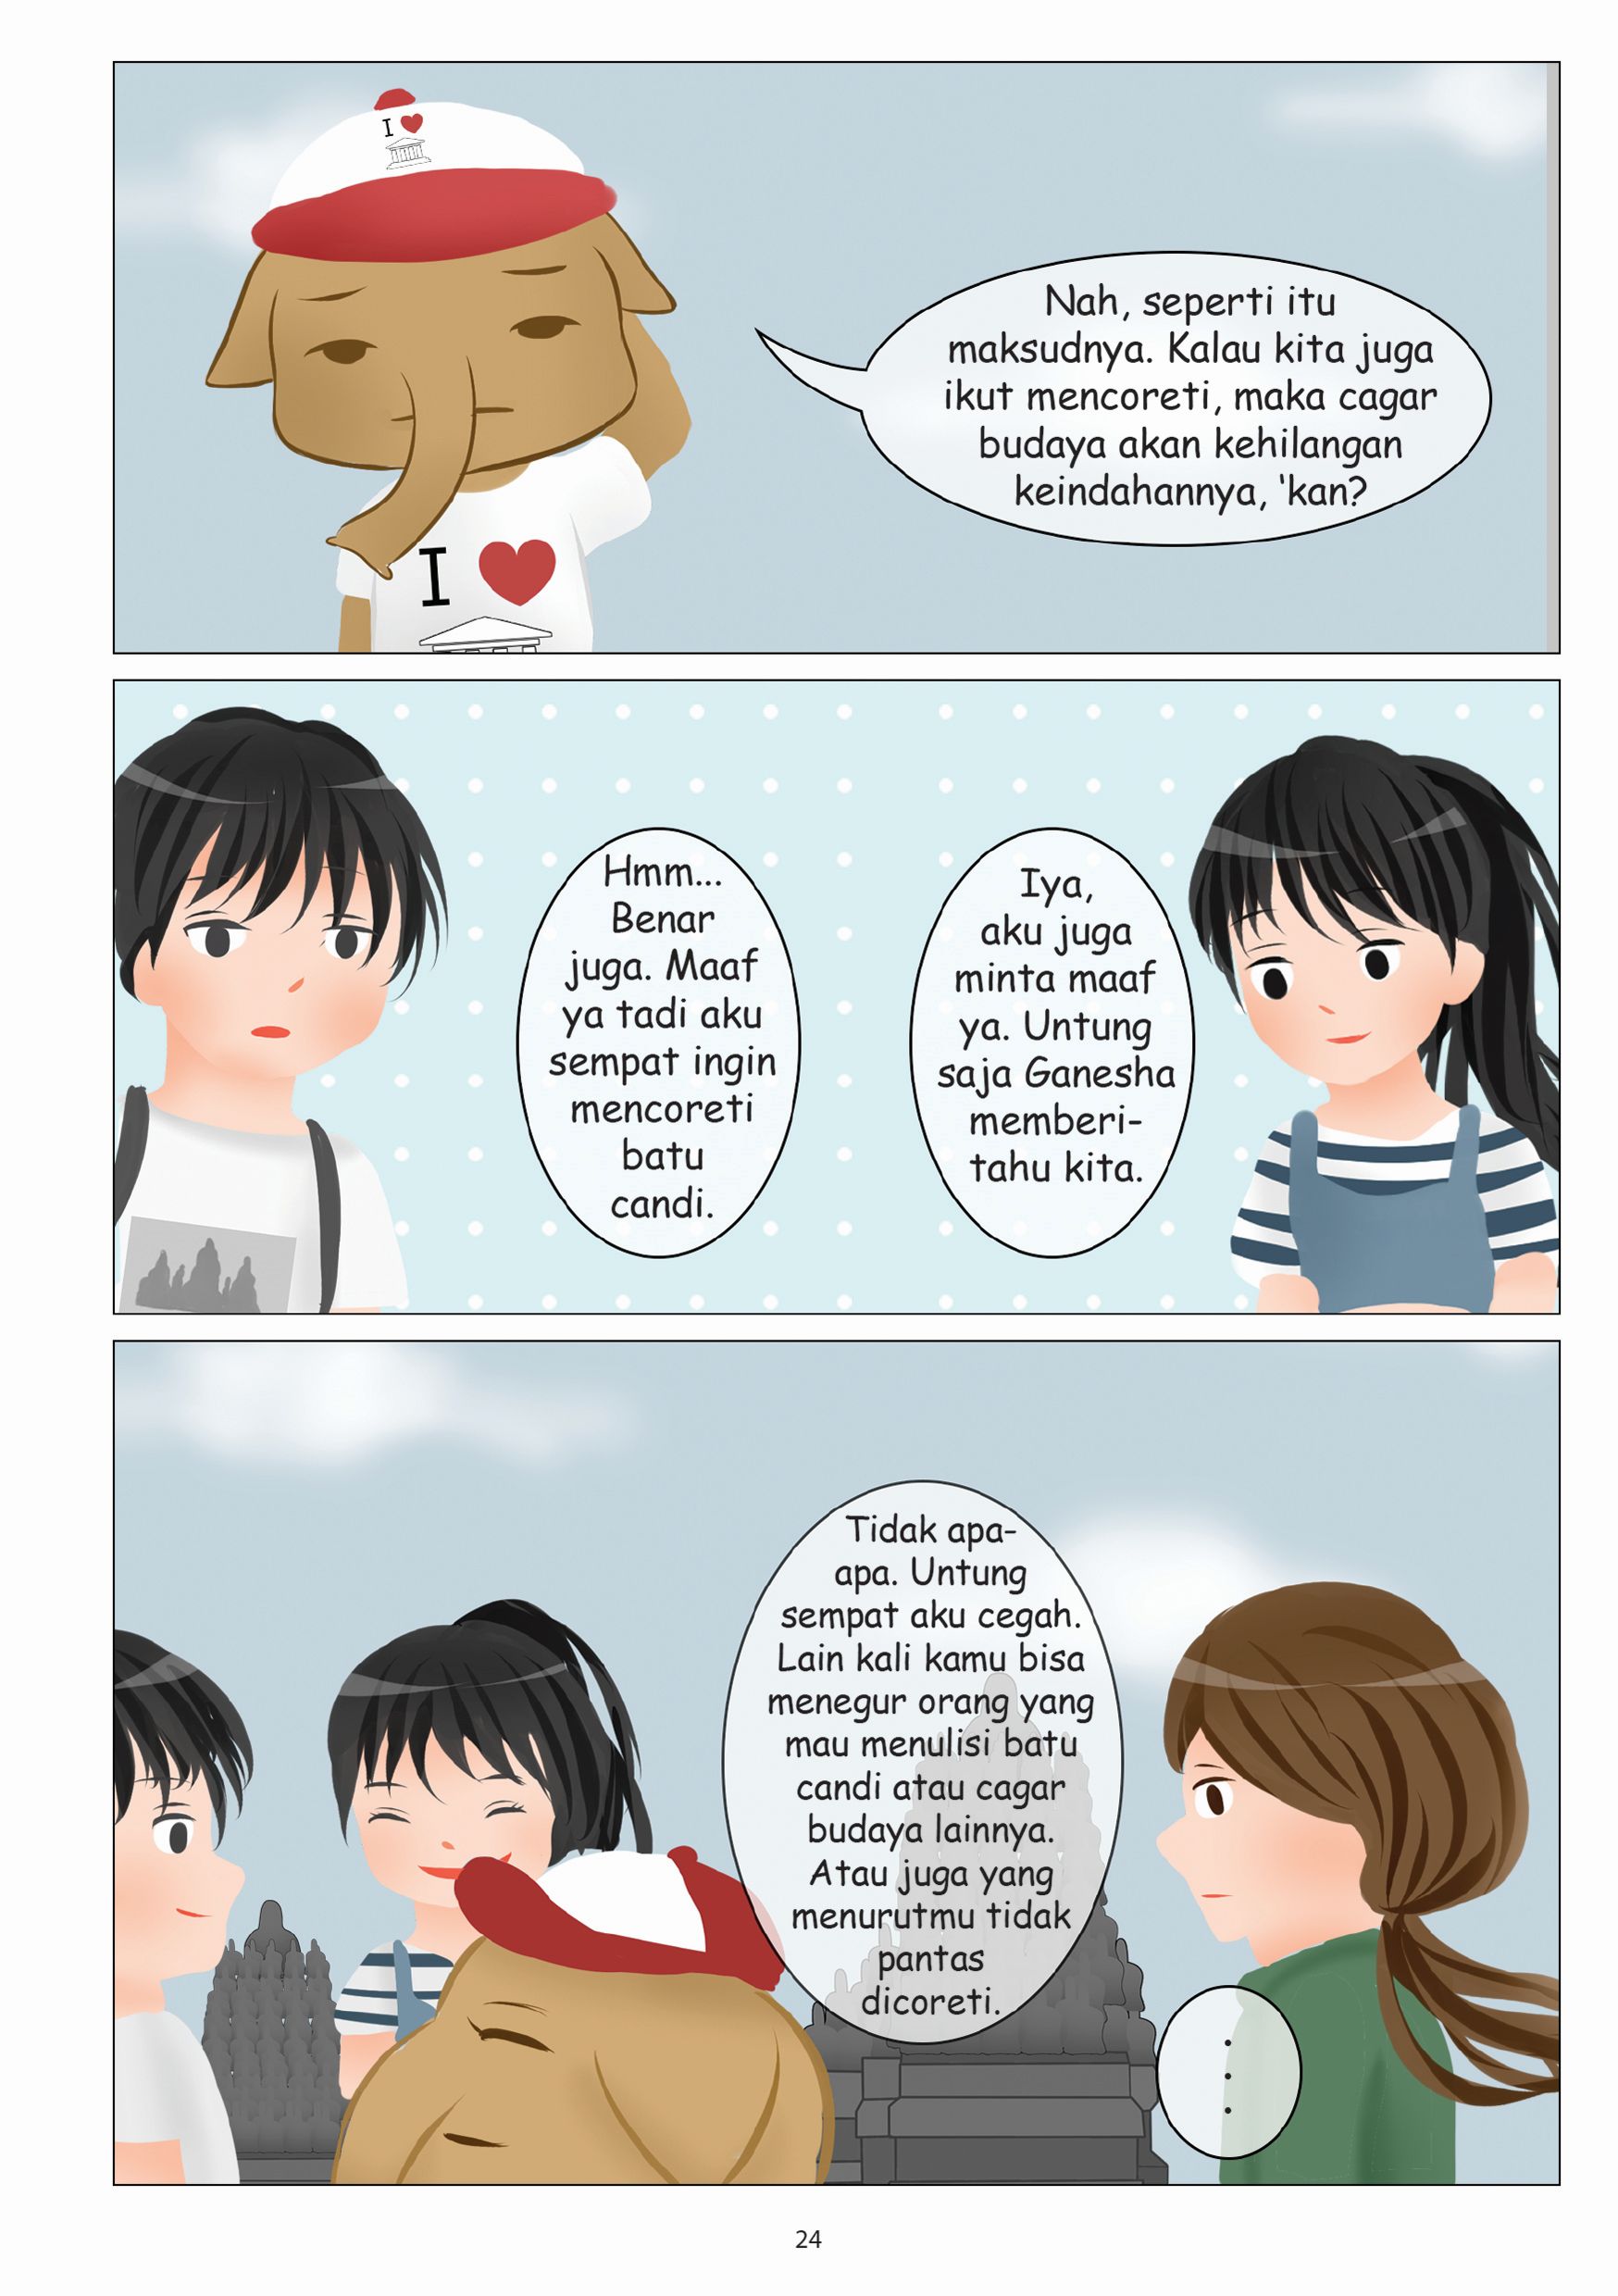 I
Nah, seperti itu
maksudnya. Kalau kita juga
ikut mencoreti, maka cagar
budaya akan kehilangan
keindahannya, ‘kan?
I
Hmm...
Benar
juga. Maaf
ya tadi aku
sempat ingin
mencoreti
batu
candi.
Iya,
aku juga
minta maaf
ya. Untung
saja Ganesha
memberi-
tahu kita.
Tidak apa-
apa. Untung
sempat aku cegah.
Lain kali kamu bisa
menegur orang yang
mau menulisi batu
candi atau cagar
budaya lainnya.
Atau juga yang
menurutmu tidak
pantas
dicoreti.
...
24